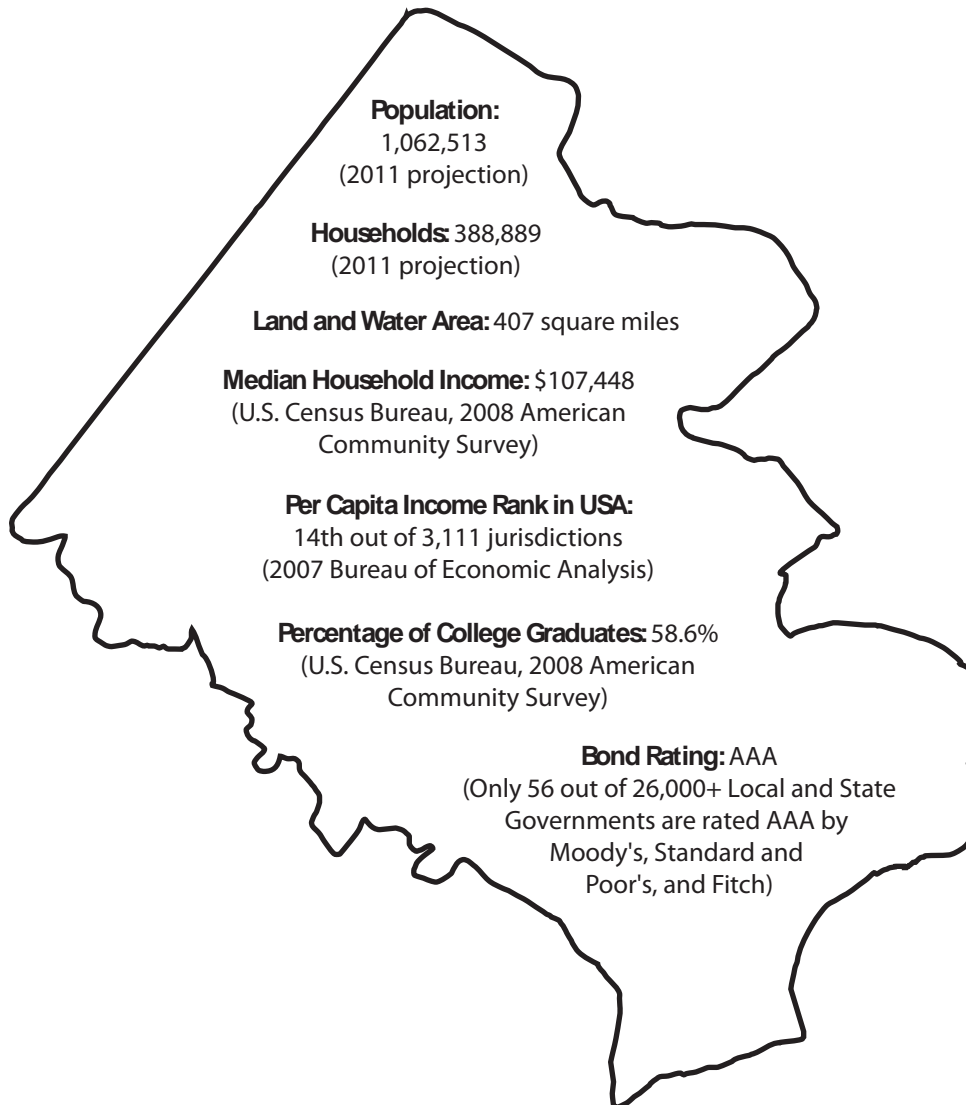 Population:
1,062,513
(2011 projection)
Households: 388,889
(2011 projection)
Land and Water Area: 407 square miles
Median Household Income: $107,448
(U.S. Census Bureau, 2008 American
Community Survey)
Per Capita Income Rank in USA:
14th out of 3,111 jurisdictions
(2007 Bureau of Economic Analysis)
Percentage of College Graduates: 58.6%
(U.S. Census Bureau, 2008 American
Community Survey)
Bond Rating: AAA
(Only 56 out of 26,000+ Local and State
Governments are rated AAA by
Moody's, Standard and
Poor's, and Fitch)